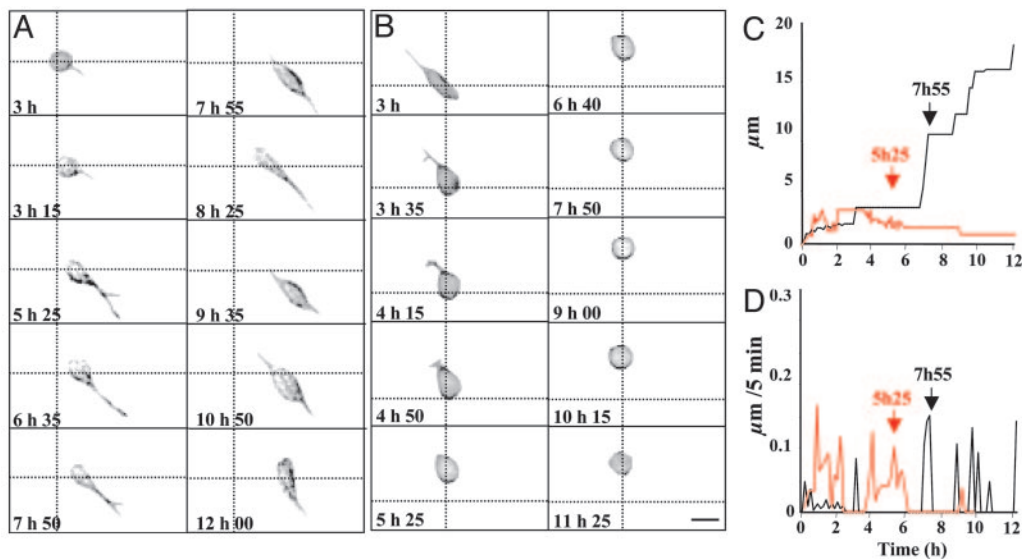 A
3 h
3 h 15
5 h 25
6 h 35
7 h 50
7 h 55
8 h 25
9 h 35
10 h 50
12 h 00
B
3 h
3 h 35
4 h 15
4 h 50
5 h 25
6 h 40
7 h 50
9 h 00
10 h 15
11 h 25
C
20
15
10
5
0
µm
7h55
5h25
0 2 4 6 8 10 12
D
0.3
0.2
0.1
0
µm/5 min
7h55
5h25
0 2 4 6 8 10 12
Time (h)